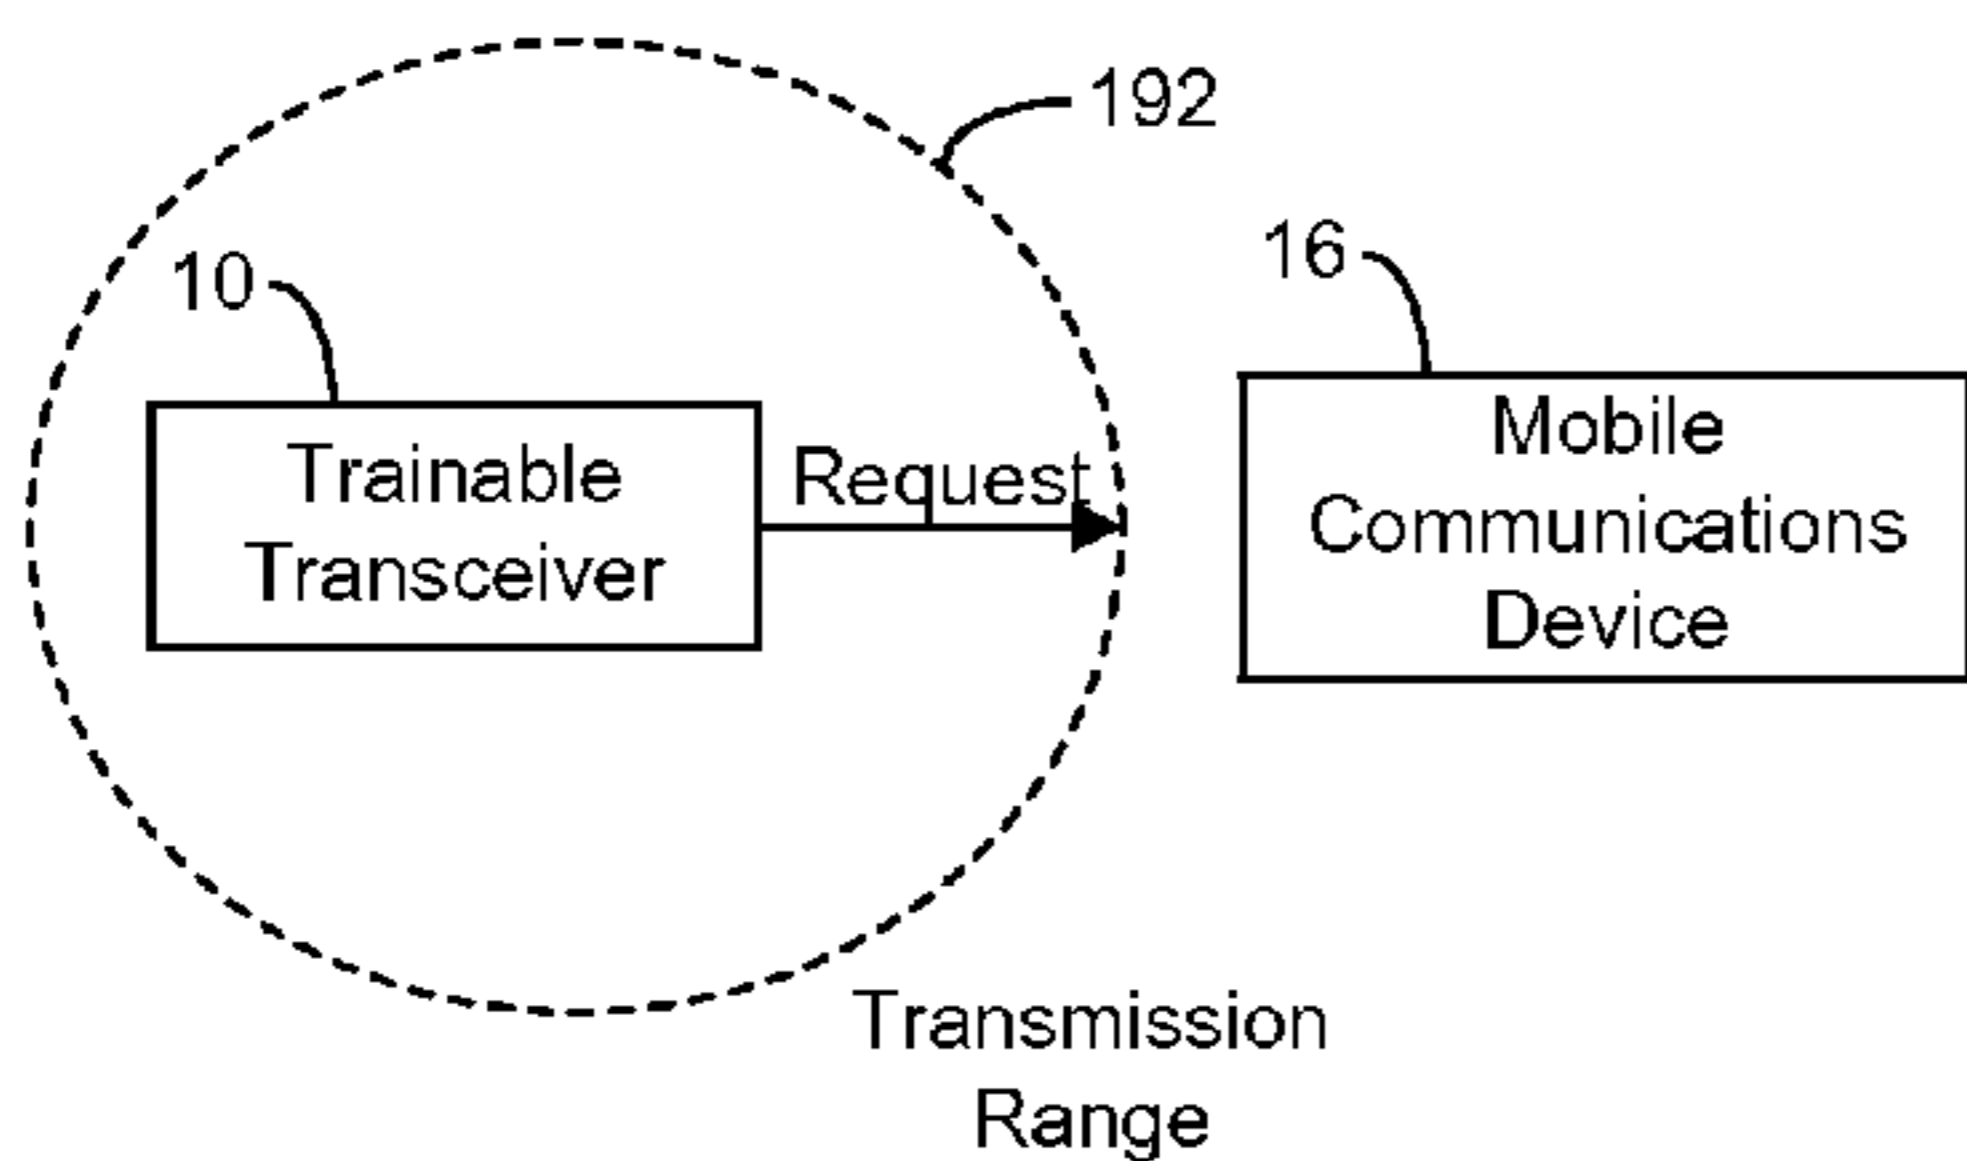 192
16
10
Trainable
Transceiver
Request
Mobile
Communications
Device
Transmission
Range